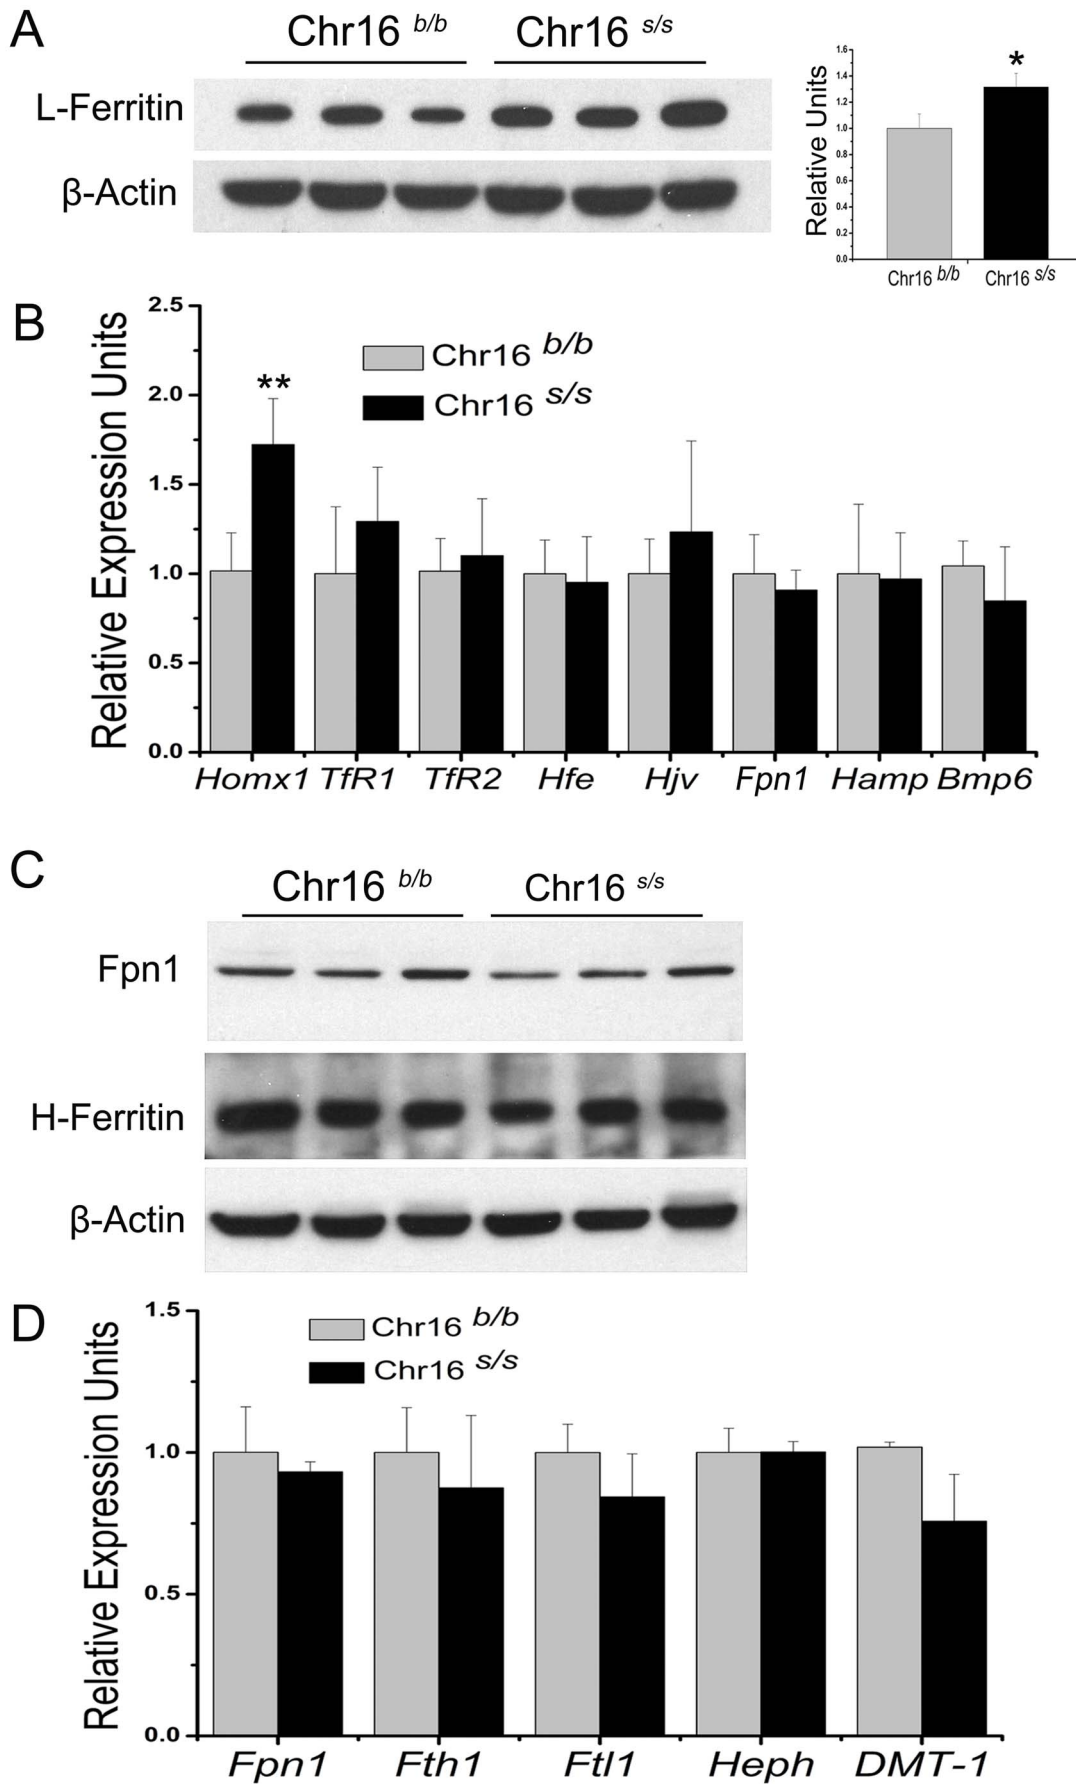 A
Chr16 b/b
Chr16 s/s
L-Ferritin
β-Actin
Relative Units
1.6
1.4
1.2
1.0
0.8
0.6
0.4
0.2
0.0
*
Chr16 b/b
Chr16 s/s
B
Relative Expression Units
2.5
2.0
1.5
1.0
0.5
0.0
**
Chr16 b/b
Chr16 s/s
Homx1 TfR1 TfR2 Hfe Hjv Fpn1 Hamp Bmp6
C
Chr16 b/b
Chr16 s/s
Fpn1
H-Ferritin
β-Actin
D
Relative Expression Units
1.5
1.0
0.5
0.0
Chr16 b/b
Chr16 s/s
Fpn1 Fth1 Ftl1 Heph DMT-1